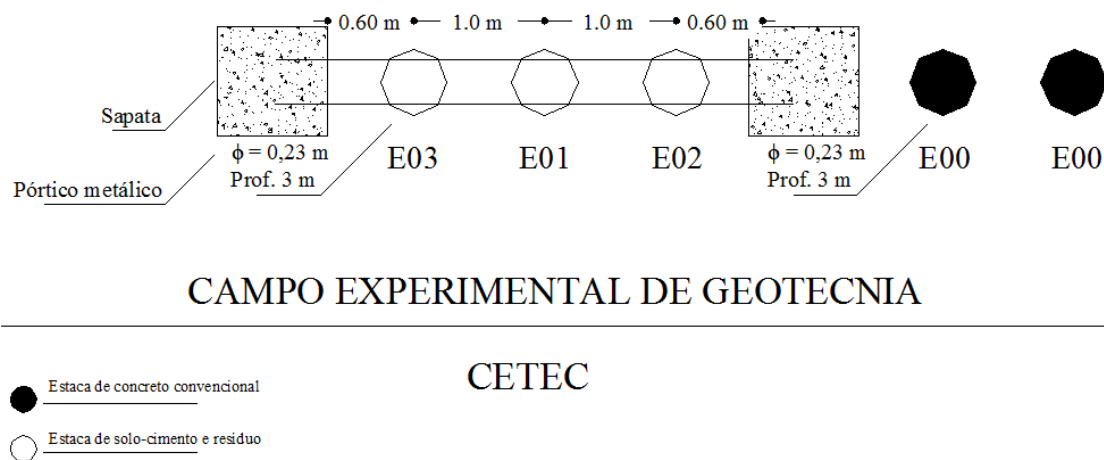 0.60 m
1.0 m
1.0 m
0.60 m
Sapata
Pórtico metálico
ϕ = 0,23 m
Prof. 3 m
E03
E01
E02
ϕ = 0,23 m
Prof. 3 m
E00
E00
CAMPO EXPERIMENTAL DE GEOTECNIA
CETEC
Estaca de concreto convencional
Estaca de solo-cimento e resíduo